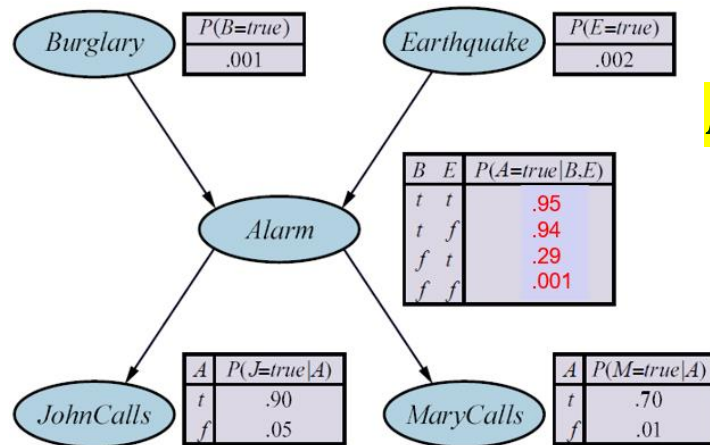 Burglary
P(B=true)
.001
Earthquake
P(E=true)
.002
B E P(A=true|B,E)
t t .95
t f .94
f t .29
f f .001
Alarm
A P(J=true|A)
t .90
f .05
JohnCalls
A P(M=true|A)
t .70
f .01
MaryCalls